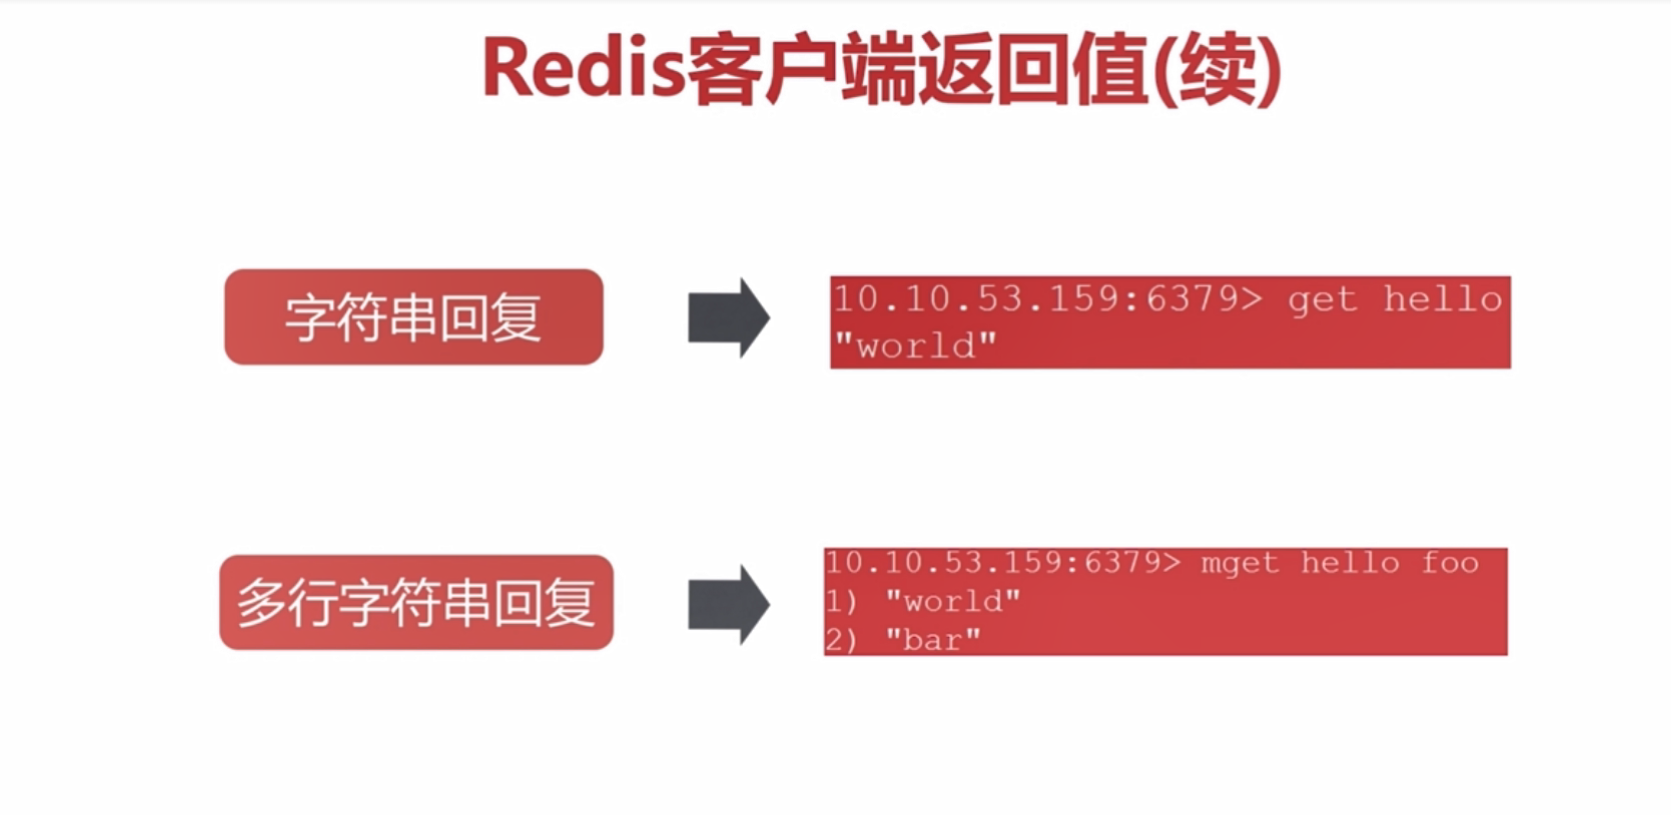 Redis客户端返回值(续)
字符串回复
10.10.53.159:6379> get hello
"world"
多行字符串回复
10.10.53.159:6379> mget hello foo
1) "world"
2) "bar"